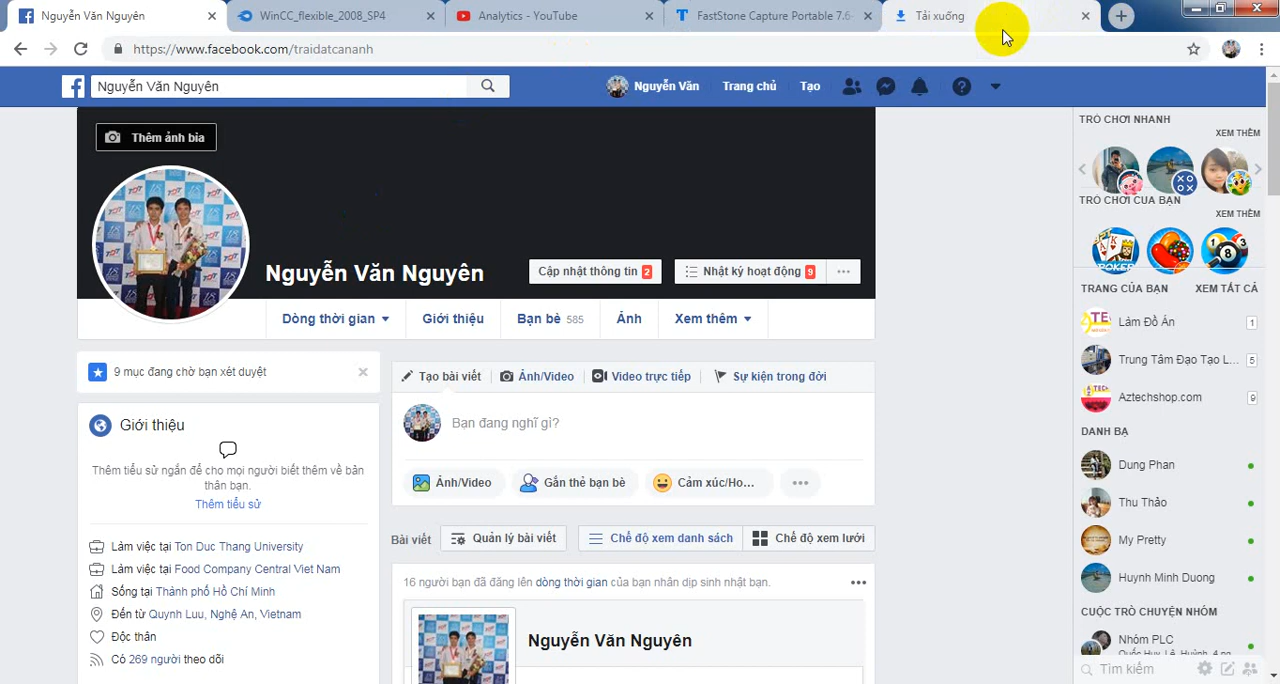 Nguyễn Văn Nguyên
WinCC_flexible_2008_SP4
Analytics - YouTube
FastStone Capture Portable 7.6
Tải xuống
https://www.facebook.com/traidatcananh
Nguyễn Văn Nguyên
Nguyễn Văn
Trang chủ
Tạo
Thêm ảnh bìa
Nguyễn Văn Nguyên
Cập nhật thông tin 2
Nhật ký hoạt động 9
Dòng thời gian
Giới thiệu
Bạn bè 585
Ảnh
Xem thêm
9 mục đang chờ bạn xét duyệt
Giới thiệu
Thêm tiểu sử ngắn để cho mọi người biết thêm về bản
thân bạn.
Thêm tiểu sử
Làm việc tại Ton Duc Thang University
Làm việc tại Food Company Central Viet Nam
Sống tại Thành phố Hồ Chí Minh
Đến từ Quynh Luu, Nghệ An, Vietnam
Độc thân
Có 269 người theo dõi
Tạo bài viết
Ảnh/Video
Video trực tiếp
Sự kiện trong đời
Bạn đang nghĩ gì?
Ảnh/Video
Gắn thẻ bạn bè
Cảm xúc/Ho...
Bài viết
Quản lý bài viết
Chế độ xem danh sách
Chế độ xem lưới
16 người bạn đã đăng lên dòng thời gian của bạn nhân dịp sinh nhật bạn.
Nguyễn Văn Nguyên
TRÒ CHƠI NHANH
XEM THÊM
TRÒ CHƠI CỦA BẠN
XEM THÊM
POKER
8
TRANG CỦA BẠN
XEM TẤT CẢ
Làm Đồ Án 1
Trung Tâm Đạo Tạo L... 5
Aztechshop.com 9
DANH BẠ
Dung Phan
Thu Thảo
My Pretty
Huynh Minh Duong
CUỘC TRÒ CHUYỆN NHÓM
Nhóm PLC
Quốc Huy, Lê, Huỳnh, 4 ng
Tìm kiếm